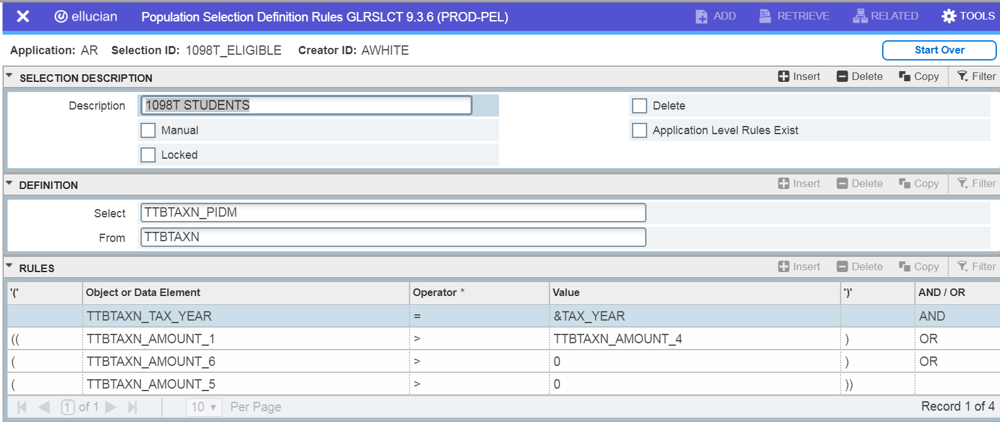 ellucian Population Selection Definition Rules GLRSLCT 9.3.6 (PROD-PEL) ADD RETRIEVE RELATED TOOLS
Application: AR Selection ID: 1098T_ELIGIBLE Creator ID: AWHITE Start Over
SELECTION DESCRIPTION Insert Delete Copy Filter
Description 1098T STUDENTS Delete
Manual Application Level Rules Exist
Locked
DEFINITION Insert Delete Copy Filter
Select TTBTAXN_PIDM
From TTBTAXN
RULES Insert Delete Copy Filter
'(' Object or Data Element Operator * Value ')' AND / OR
TTBTAXN_TAX_YEAR = &TAX_YEAR AND
(( TTBTAXN_AMOUNT_1 > TTBTAXN_AMOUNT_4 ) OR
( TTBTAXN_AMOUNT_6 > 0 ) OR
( TTBTAXN_AMOUNT_5 > 0 ))
1 of 1 10 Per Page Record 1 of 4